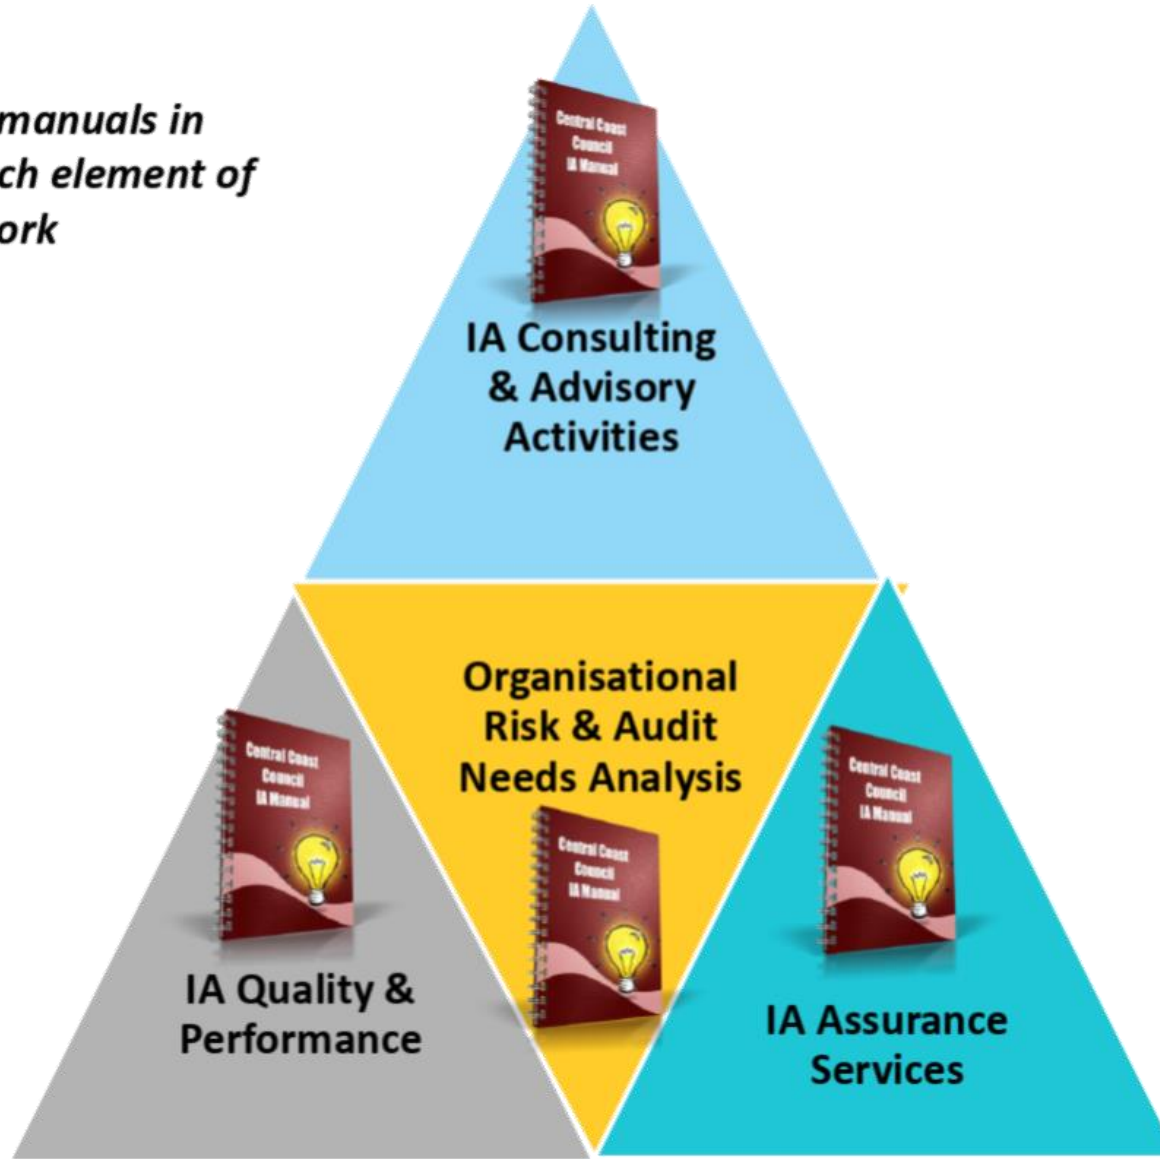 manuals in
ch element of
ork
Central Coast
Council
IA Manual
IA Consulting
& Advisory
Activities
Organisational
Risk & Audit
Needs Analysis
Central Coast
Council
IA Manual
IA Quality &
Performance
Central Coast
Council
IA Manual
Central Coast
Council
IA Manual
IA Assurance
Services